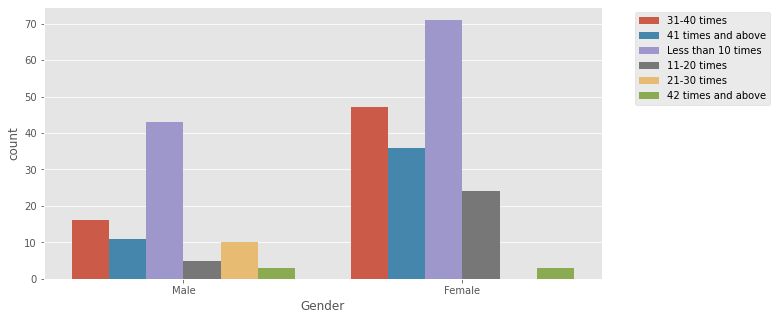 70
60
50
40
30
20
10
0
count
Male
Female
Gender
31-40 times
41 times and above
Less than 10 times
11-20 times
21-30 times
42 times and above